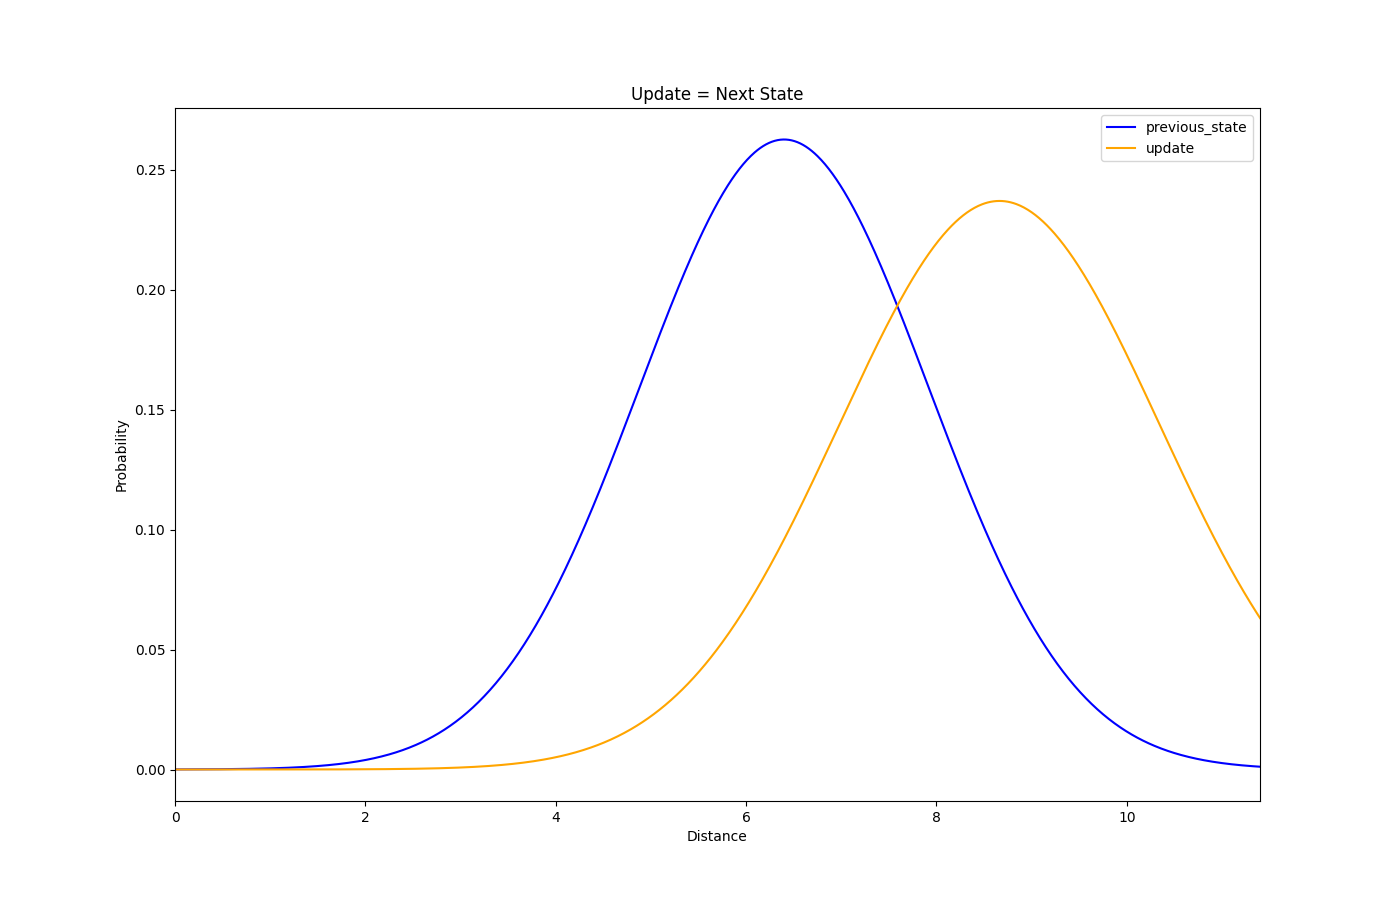 Update = Next State
previous_state
update
0.25
0.20
0.15
0.10
0.05
0.00
Probability
0 2 4 6 8 10
Distance